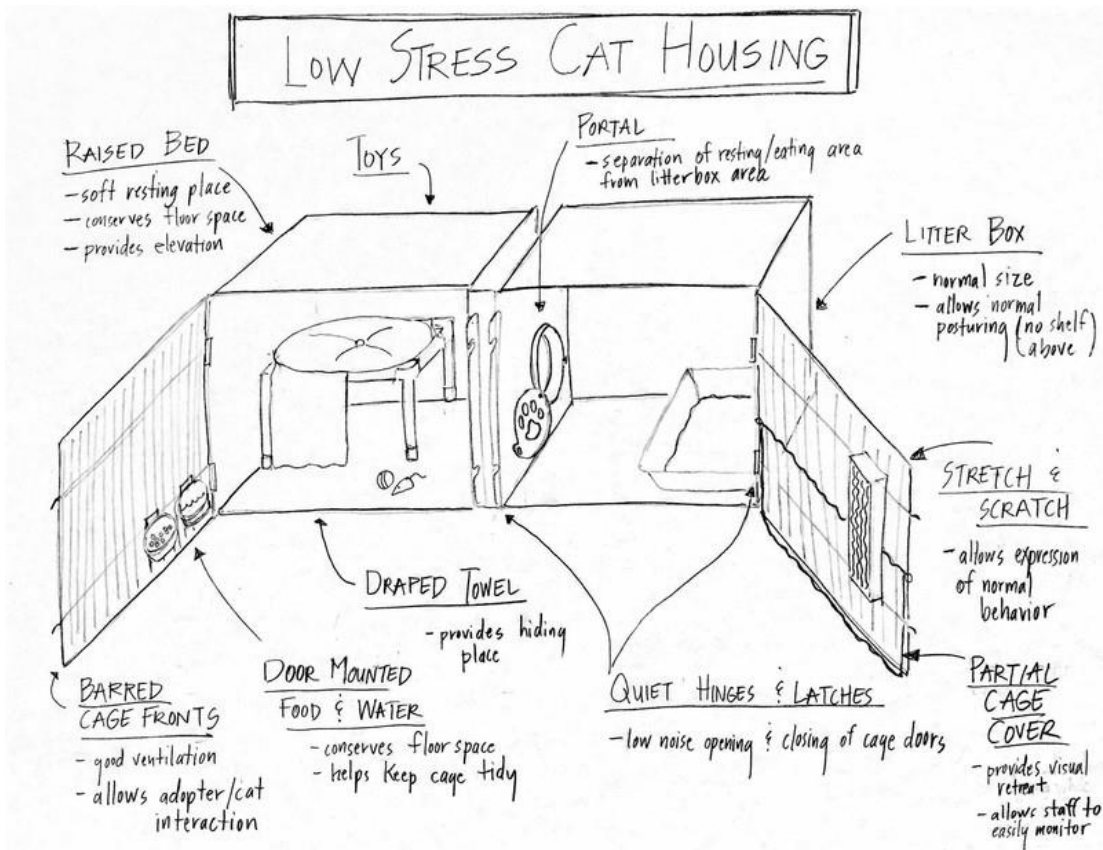 LOW STRESS CAT HOUSING
RAISED BED
- soft resting place
- conserves floor space
- provides elevation
TOYS
PORTAL
- separation of resting/eating area
from litterbox area
LITTER BOX
- normal size
- allows normal
posturing (no shelf
above)
STRETCH &
SCRATCH
- allows expression
of normal
behavior
DRAPED TOWEL
- provides hiding
place
BARRED
CAGE FRONTS
- good ventilation
- allows adopter/cat
interaction
DOOR MOUNTED
FOOD & WATER
- conserves floor space
- helps keep cage tidy
QUIET HINGES & LATCHES
- low noise opening & closing of cage doors
PARTIAL
CAGE
COVER
- provides visual
retreat
- allows staff to
easily monitor